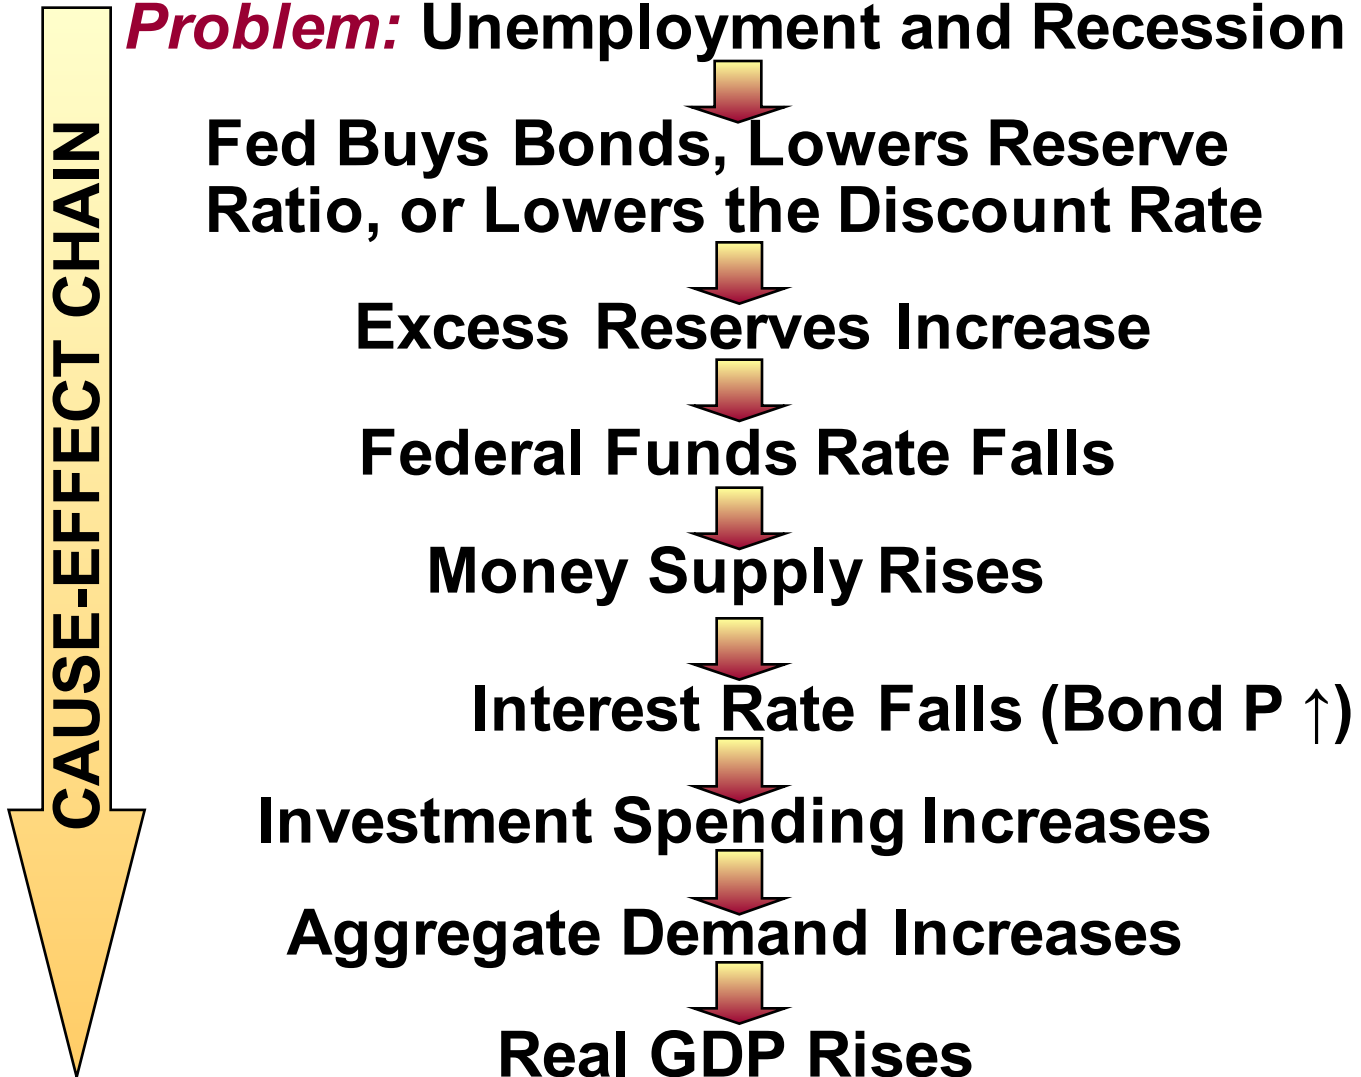 Problem: Unemployment and Recession
Fed Buys Bonds, Lowers Reserve
Ratio, or Lowers the Discount Rate
Excess Reserves Increase
Federal Funds Rate Falls
Money Supply Rises
Interest Rate Falls (Bond P ↑)
Investment Spending Increases
Aggregate Demand Increases
Real GDP Rises
CAUSE-EFFECT CHAIN